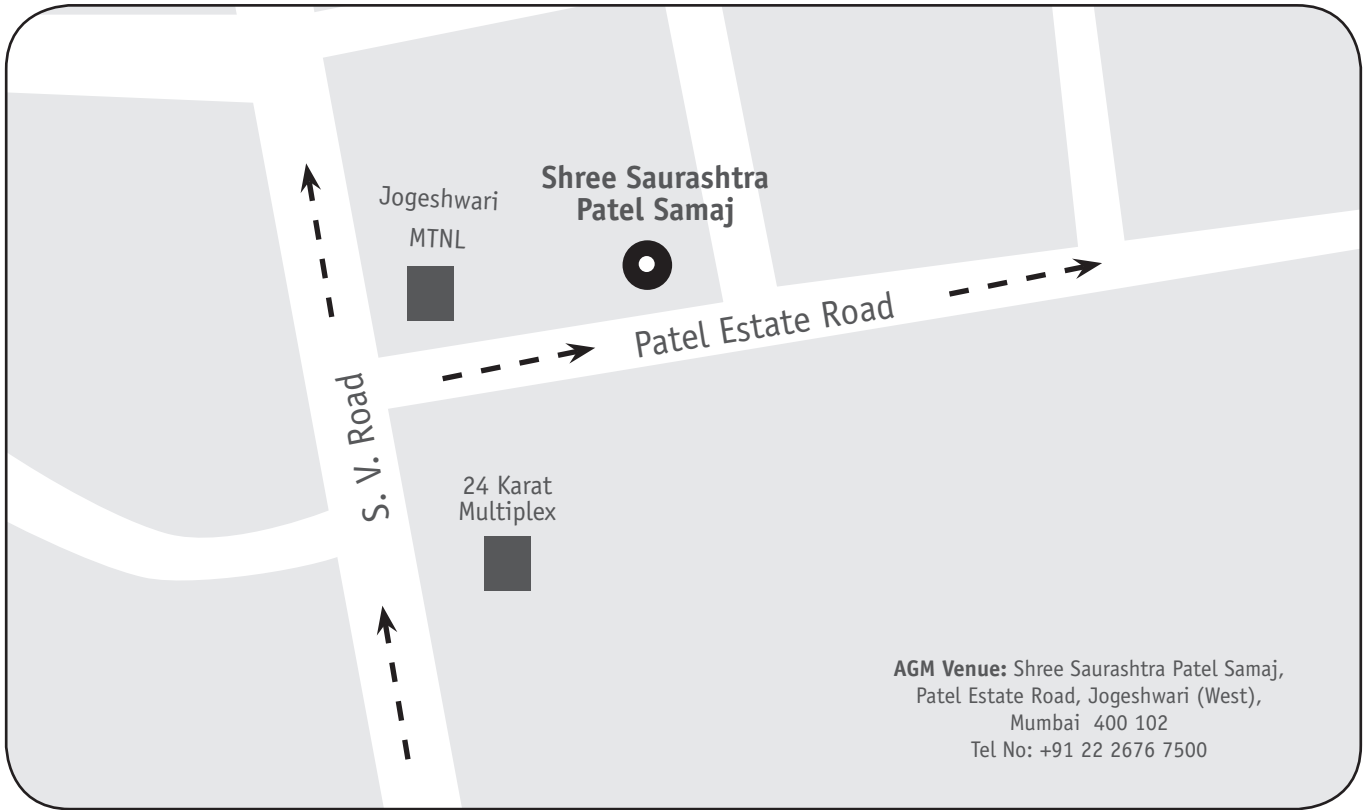 Shree Saurashtra
Patel Samaj
Jogeshwari
MTNL
Patel Estate Road
S. V. Road
24 Karat
Multiplex
AGM Venue: Shree Saurashtra Patel Samaj,
Patel Estate Road, Jogeshwari (West),
Mumbai 400 102
Tel No: +91 22 2676 7500